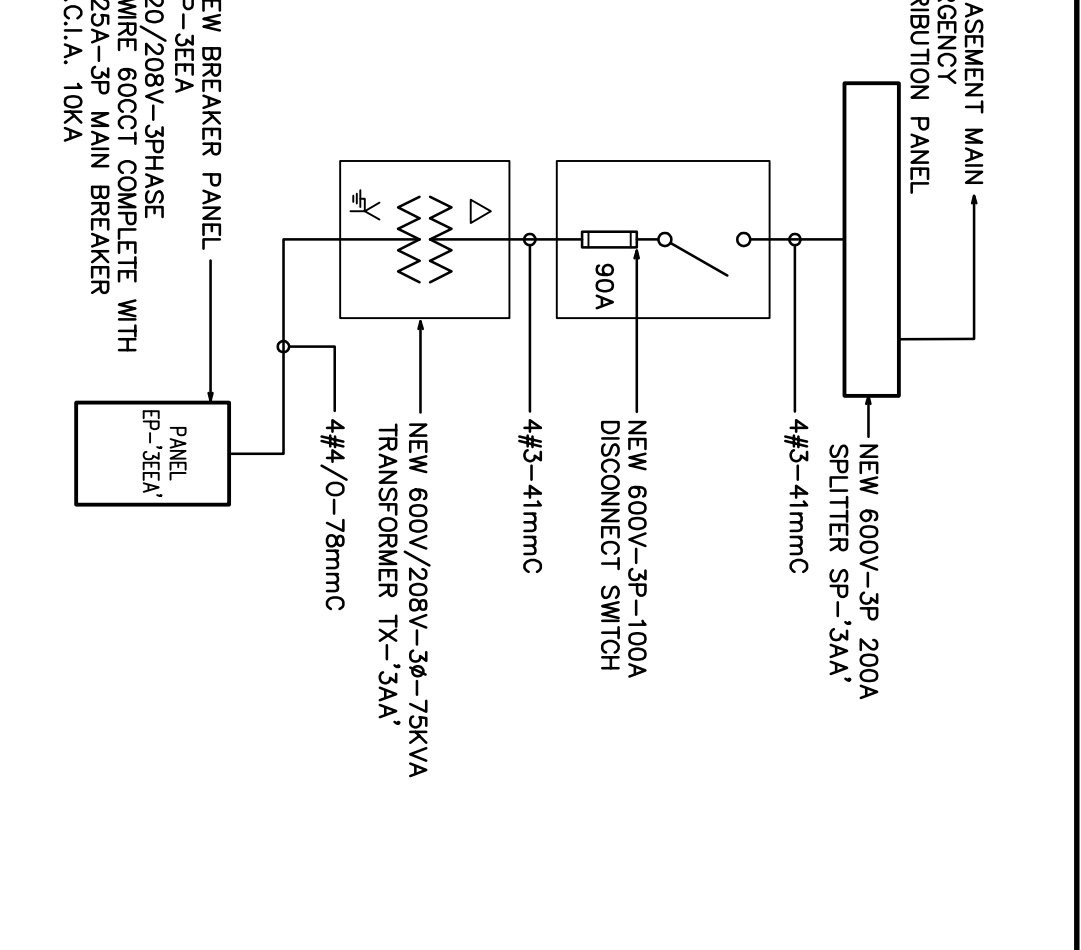 ASEMENT MAIN
RGENCY
RIBUTION PANEL
NEW 600V-3P 200A
SPLITTER SP-'3AA'
4#3-41mmC
NEW 600V-3P-100A
DISCONNECT SWITCH
90A
4#3-41mmC
NEW 600V/208V-3ø-75KVA
TRANSFORMER TX-'3AA'
4#4/0-78mmC
EW BREAKER PANEL
P-3EEA
20/208V-3PHASE
WIRE 60CCT COMPLETE WITH
25A-3P MAIN BREAKER
.C.I.A. 10KA
PANEL
EP-'3EEA'